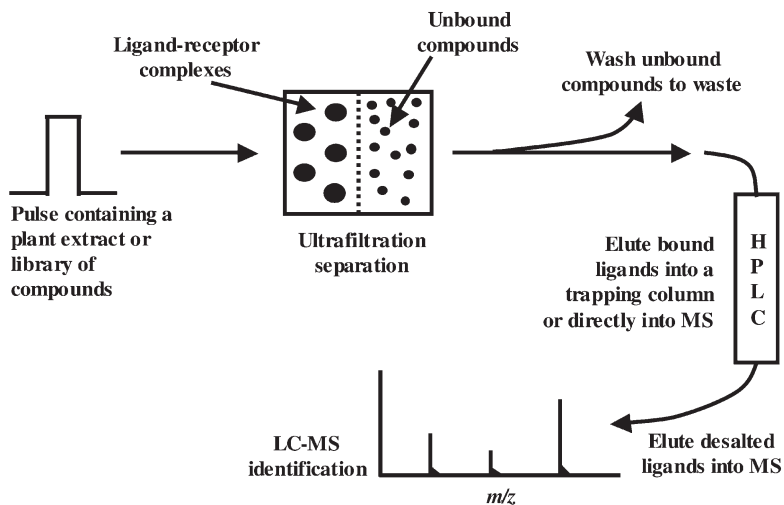 Unbound
compounds
Ligand-receptor
complexes
Wash unbound
compounds to waste
Pulse containing a
plant extract or
library of
compounds
Ultrafiltration
separation
Elute bound
ligands into a
trapping column
or directly into MS
H
P
L
C
Elute desalted
ligands into MS
LC-MS
identification
m/z